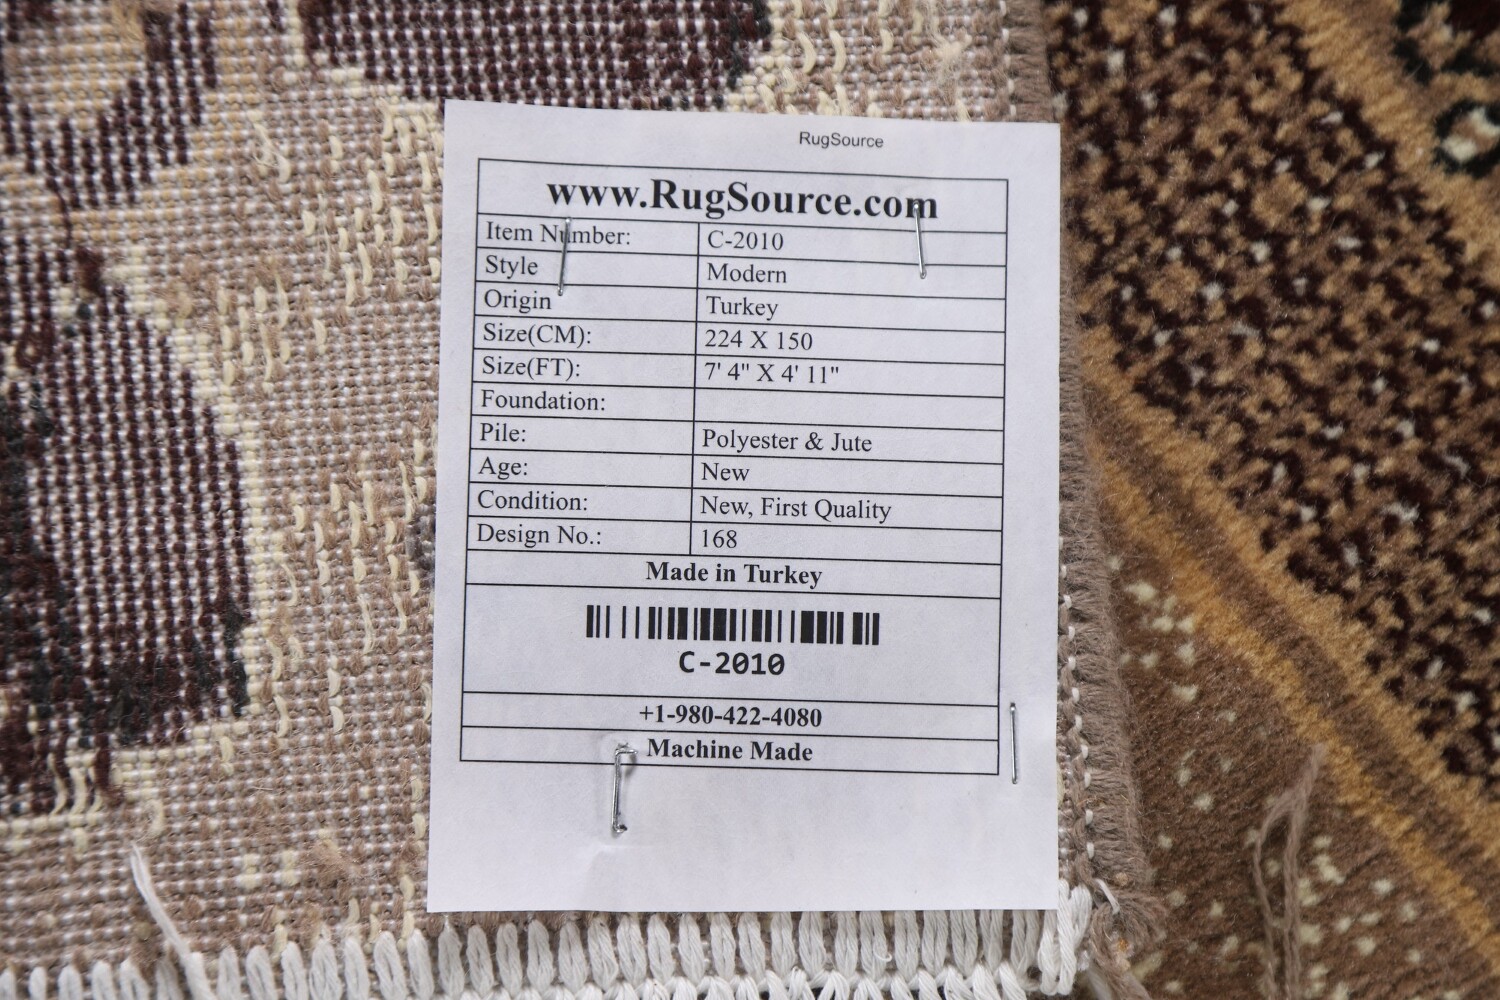 RugSource
www.RugSource.com
Item Number: C-2010
Style Modern
Origin Turkey
Size(CM): 224 X 150
Size(FT): 7' 4" X 4' 11"
Foundation:
Pile: Polyester & Jute
Age: New
Condition: New, First Quality
Design No.: 168
Made in Turkey
C-2010
+1-980-422-4080
Machine Made